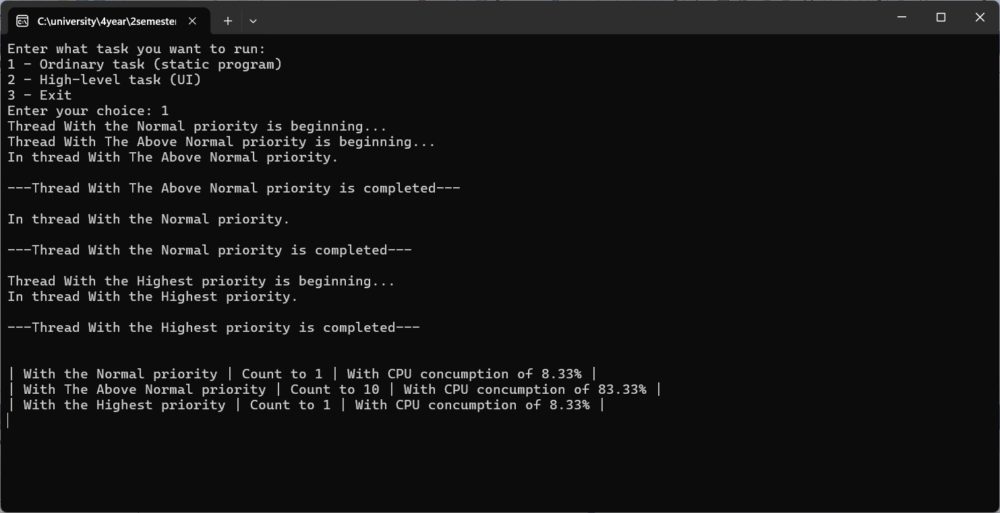 C:\university\4year\2semester
Enter what task you want to run:
1 - Ordinary task (static program)
2 - High-level task (UI)
3 - Exit
Enter your choice: 1
Thread With the Normal priority is beginning...
Thread With The Above Normal priority is beginning...
In thread With The Above Normal priority.
---Thread With The Above Normal priority is completed---
In thread With the Normal priority.
---Thread With the Normal priority is completed---
Thread With the Highest priority is beginning...
In thread With the Highest priority.
---Thread With the Highest priority is completed---
| With the Normal priority | Count to 1 | With CPU concumption of 8.33% |
| With The Above Normal priority | Count to 10 | With CPU concumption of 83.33% |
| With the Highest priority | Count to 1 | With CPU concumption of 8.33% |